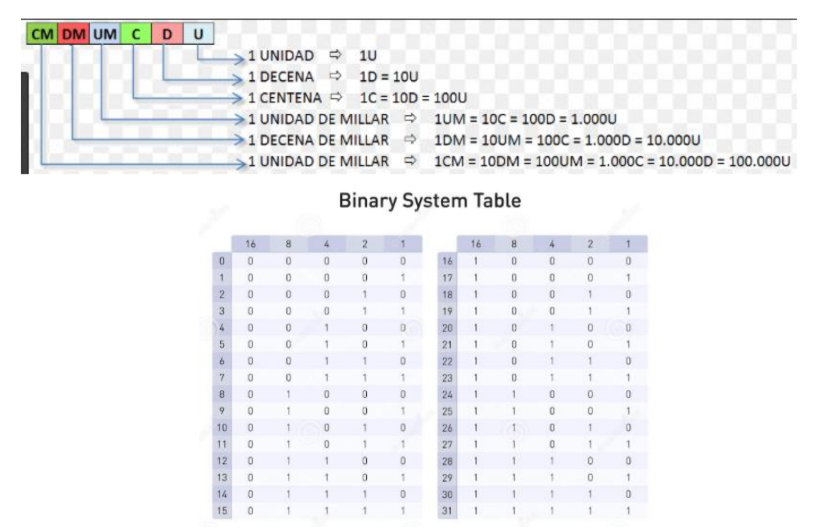 CM DM UM C D U
1 UNIDAD ⇨ 1U
1 DECENA ⇨ 1D = 10U
1 CENTENA ⇨ 1C = 10D = 100U
1 UNIDAD DE MILLAR ⇨ 1UM = 10C = 100D = 1.000U
1 DECENA DE MILLAR ⇨ 1DM = 10UM = 100C = 1.000D = 10.000U
1 UNIDAD DE MILLAR ⇨ 1CM = 10DM = 100UM = 1.000C = 10.000D = 100.000U
Binary System Table
16 8 4 2 1 16 8 4 2 1
0 0 0 0 0 0 16 1 0 0 0 0
1 0 0 0 0 1 17 1 0 0 0 1
2 0 0 0 1 0 18 1 0 0 1 0
3 0 0 0 1 1 19 1 0 0 1 1
4 0 0 1 0 0 20 1 0 1 0 0
5 0 0 1 0 1 21 1 0 1 0 1
6 0 0 1 1 0 22 1 0 1 1 0
7 0 0 1 1 1 23 1 0 1 1 1
8 0 1 0 0 0 24 1 1 0 0 0
9 0 1 0 0 1 25 1 1 0 0 1
10 0 1 0 1 0 26 1 1 0 1 0
11 0 1 0 1 1 27 1 1 0 1 1
12 0 1 1 0 0 28 1 1 1 0 0
13 0 1 1 0 1 29 1 1 1 0 1
14 0 1 1 1 0 30 1 1 1 1 0
15 0 1 1 1 1 31 1 1 1 1 1